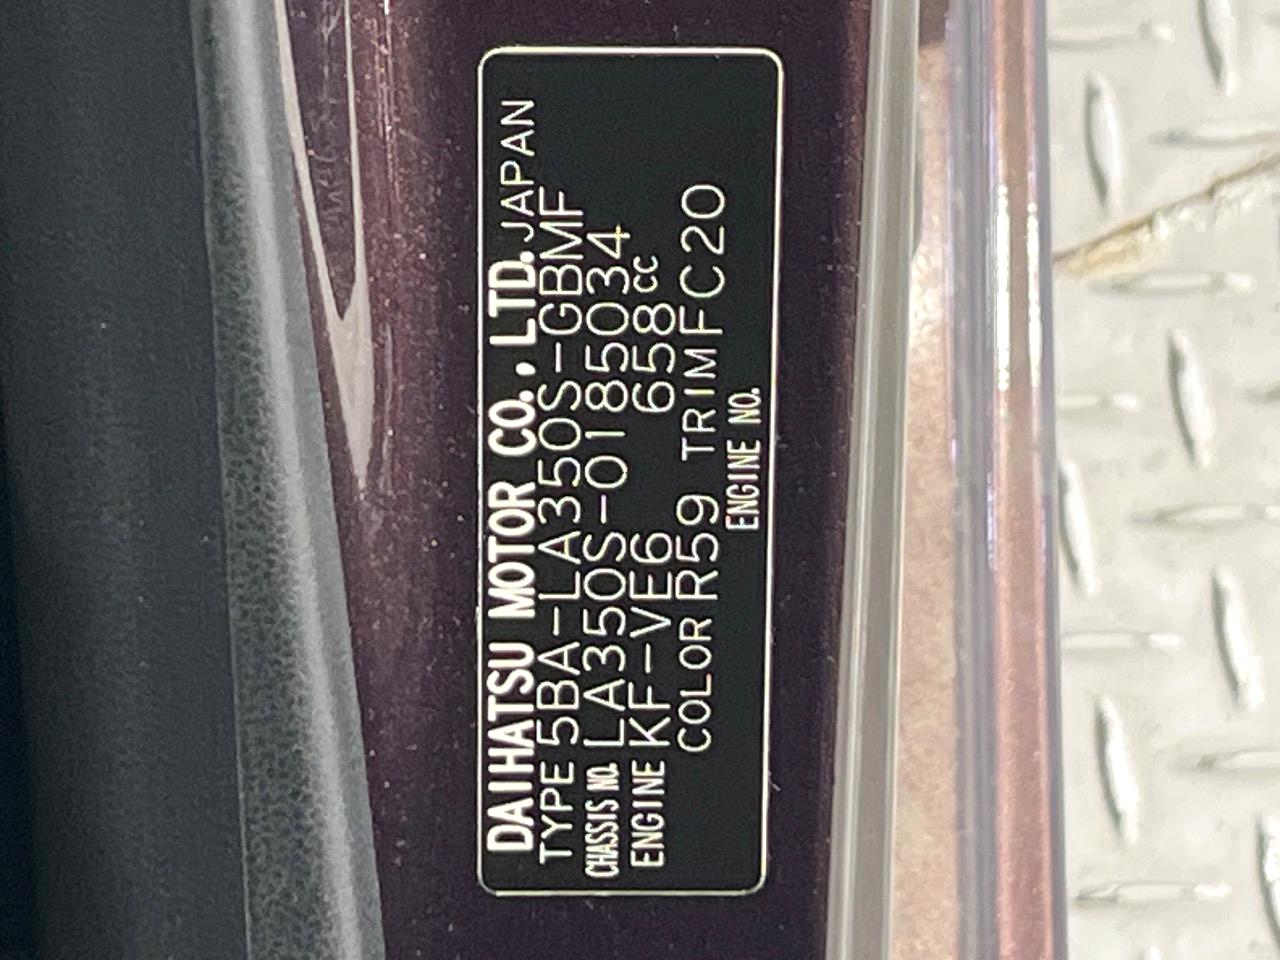 DAIHATSU MOTOR CO., LTD. JAPAN
TYPE 5BA-LA350S-GBMF
CHASSIS NO. LA350S-0185034
ENGINE KF-VE6 658cc
COLOR R59 TRIM FC20
ENGINE NO.